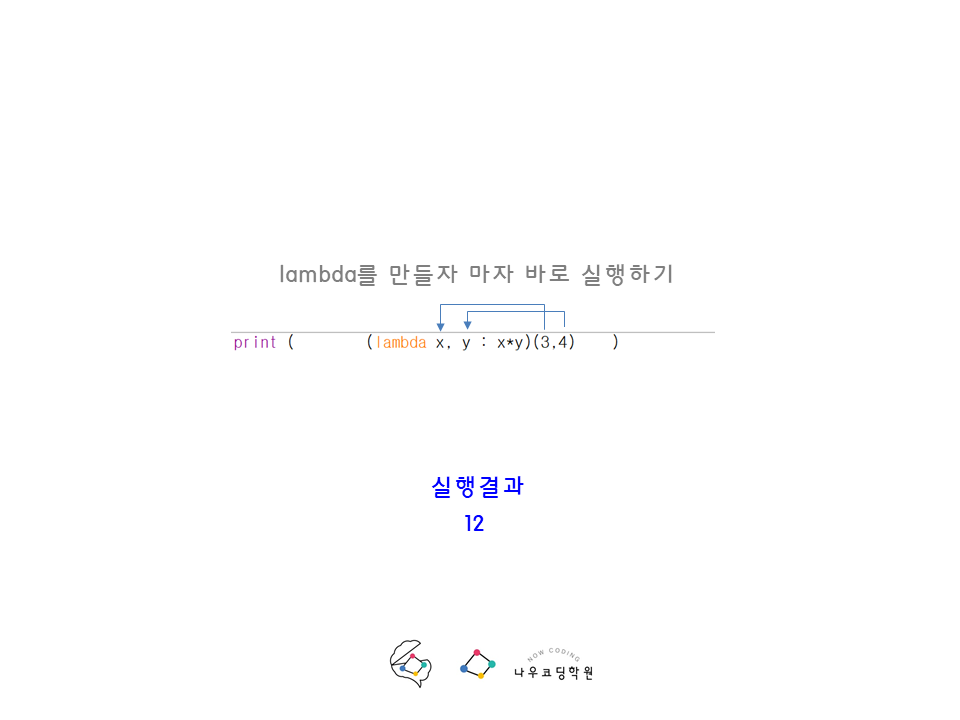 lambda를 만들자 마자 바로 실행하기
print (        (lambda x, y : x*y)(3,4)    )
실행결과
12
NOW CODING
나우코딩학원